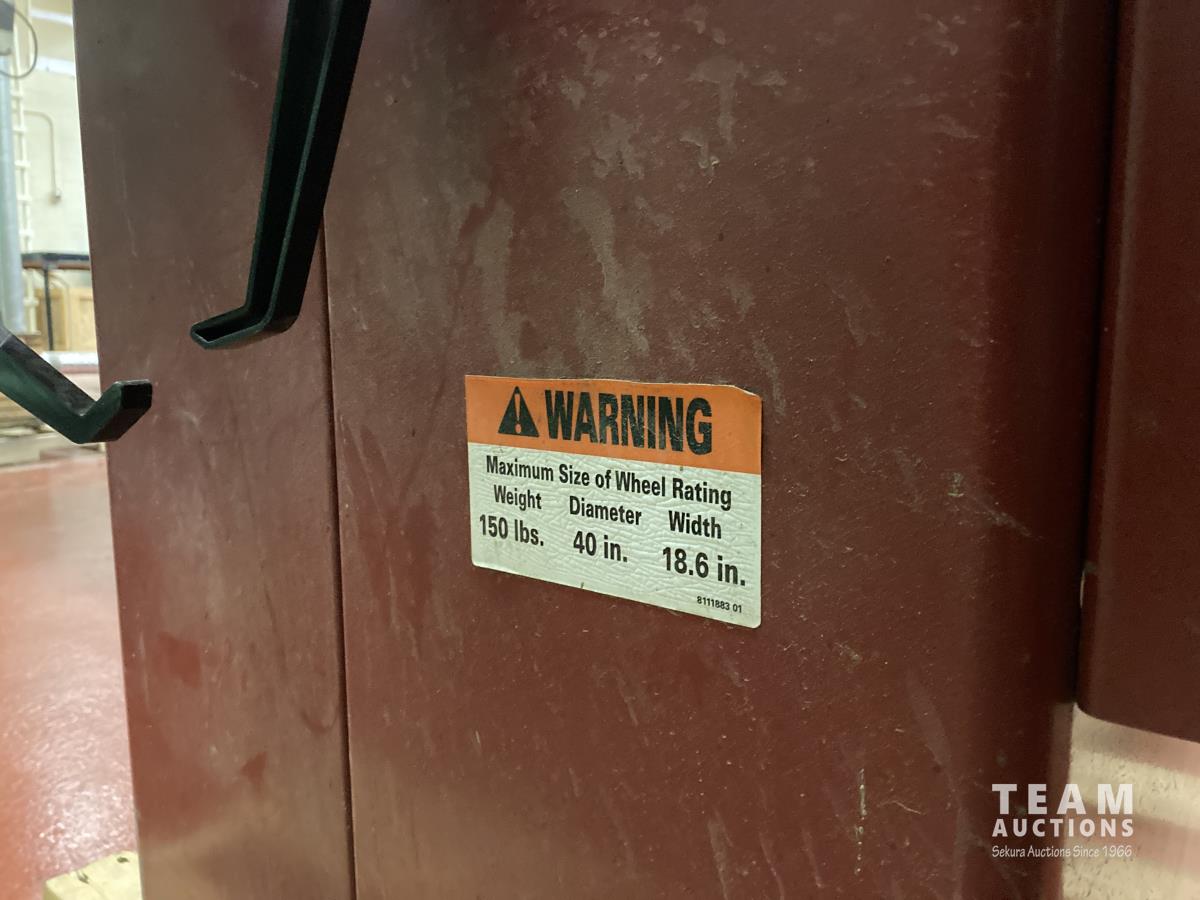 WARNING
Maximum Size of Wheel Rating
Weight Diameter Width
150 lbs. 40 in. 18.6 in.
8111883 01
TEAM
AUCTIONS
Sekura Auctions Since 1966